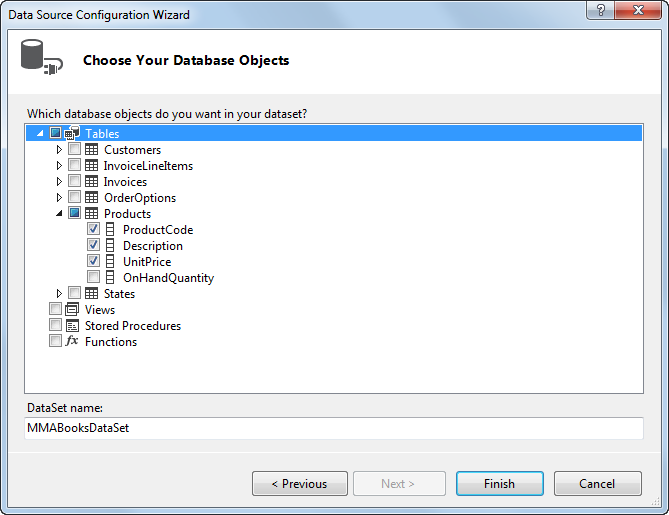 Data Source Configuration Wizard
?
Choose Your Database Objects
Which database objects do you want in your dataset?
Tables
Customers
InvoiceLineItems
Invoices
OrderOptions
Products
ProductCode
Description
UnitPrice
OnHandQuantity
States
Views
Stored Procedures
fx Functions
DataSet name:
MMABooksDataSet
< Previous Next > Finish Cancel